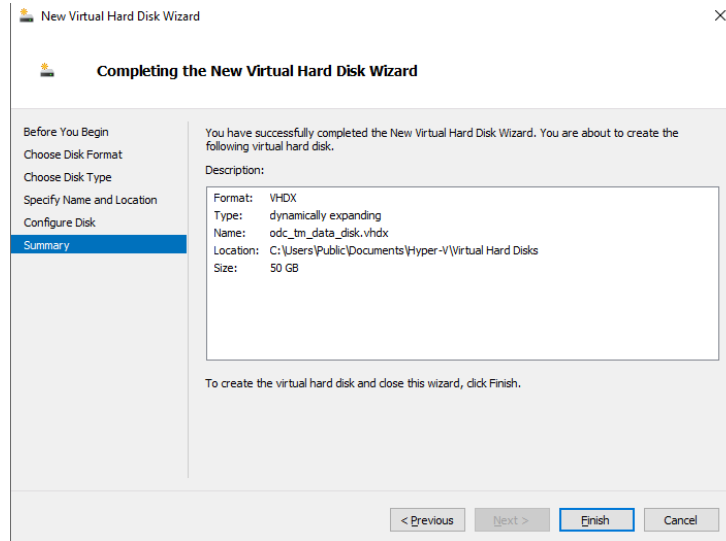 New Virtual Hard Disk Wizard
Completing the New Virtual Hard Disk Wizard
Before You Begin
Choose Disk Format
Choose Disk Type
Specify Name and Location
Configure Disk
Summary
You have successfully completed the New Virtual Hard Disk Wizard. You are about to create the
following virtual hard disk.
Description:
Format: VHDX
Type: dynamically expanding
Name: odc_tm_data_disk.vhdx
Location: C:\Users\Public\Documents\Hyper-V\Virtual Hard Disks
Size: 50 GB
To create the virtual hard disk and close this wizard, click Finish.
< Previous
Next >
Finish
Cancel